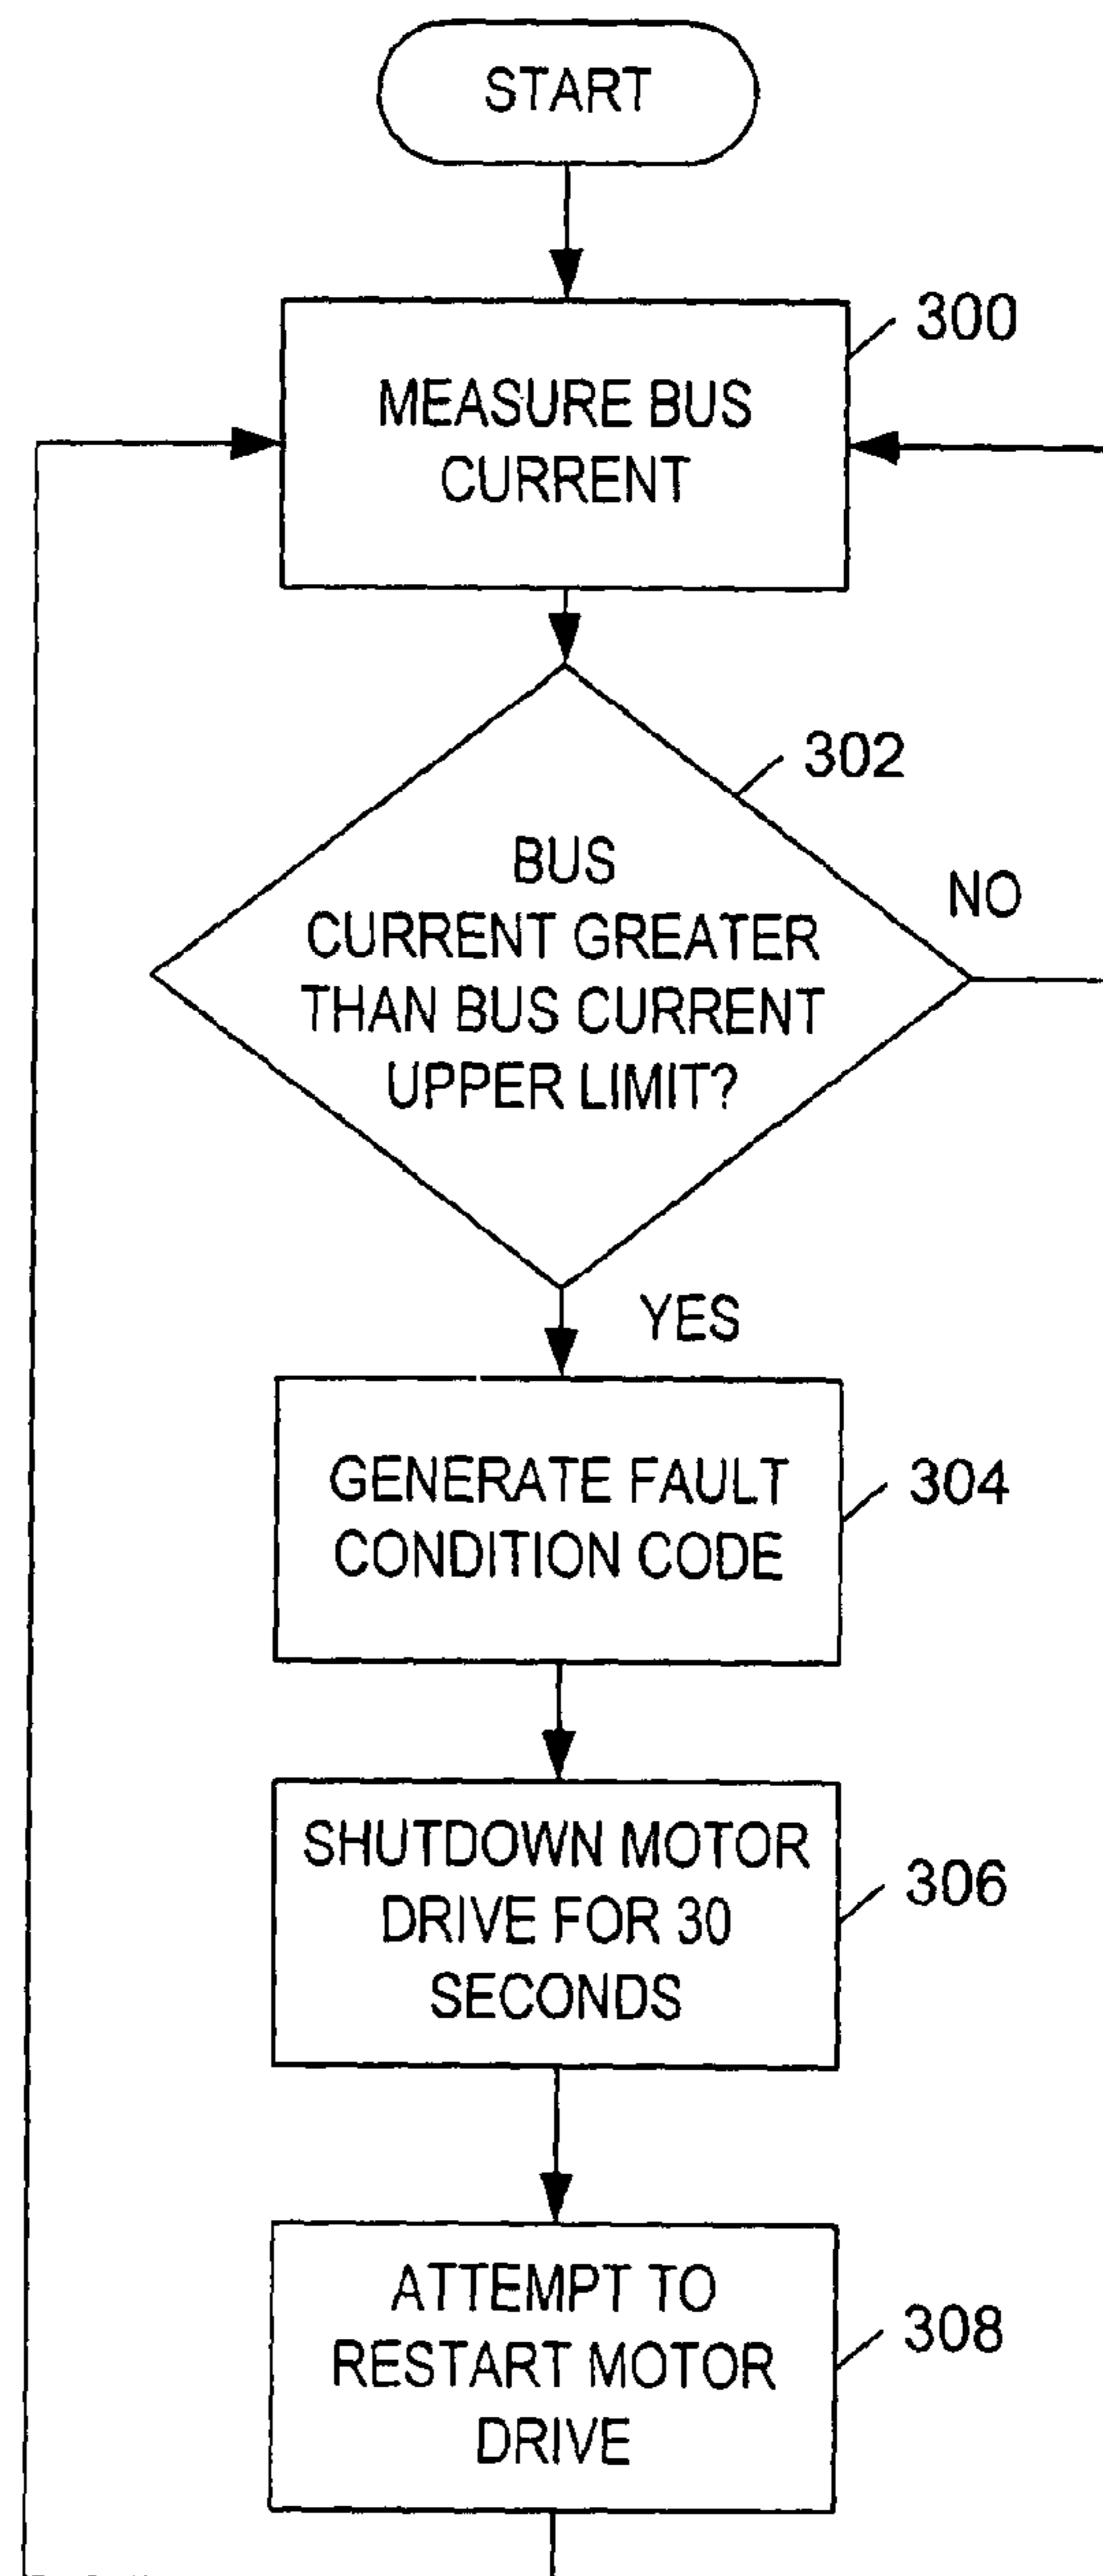 START
300
MEASURE BUS
CURRENT
302
BUS
CURRENT GREATER
THAN BUS CURRENT
UPPER LIMIT?
NO
YES
GENERATE FAULT
CONDITION CODE
304
SHUTDOWN MOTOR
DRIVE FOR 30
SECONDS
306
ATTEMPT TO
RESTART MOTOR
DRIVE
308